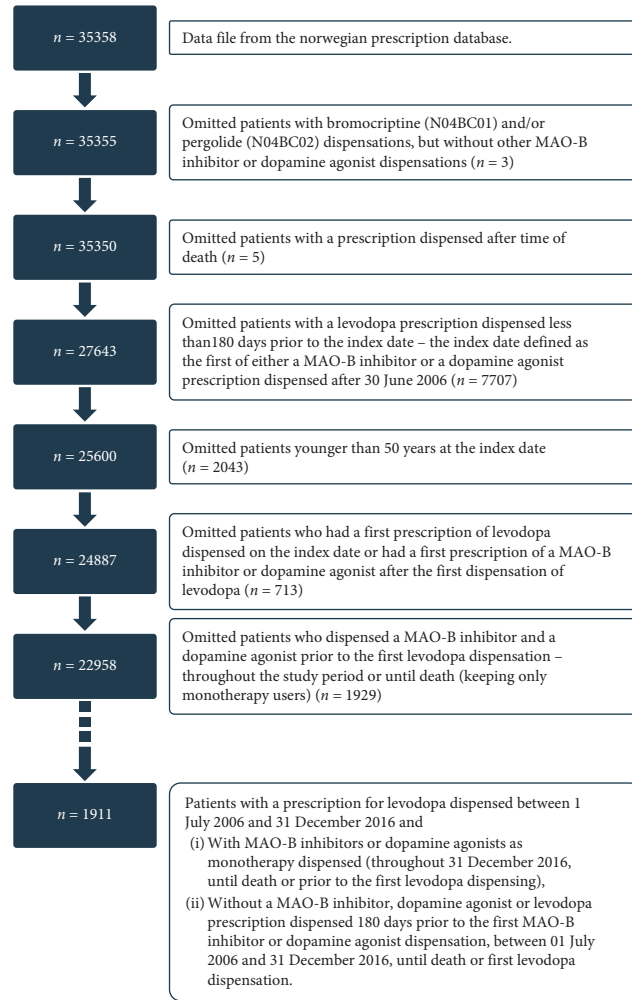 n = 35358
Data file from the norwegian prescription database.
n = 35355
Omitted patients with bromocriptine (N04BC01) and/or
pergolide (N04BC02) dispensations, but without other MAO-B
inhibitor or dopamine agonist dispensations (n = 3)
n = 35350
Omitted patients with a prescription dispensed after time of
death (n = 5)
n = 27643
Omitted patients with a levodopa prescription dispensed less
than180 days prior to the index date – the index date defined as
the first of either a MAO-B inhibitor or a dopamine agonist
prescription dispensed after 30 June 2006 (n = 7707)
n = 25600
Omitted patients younger than 50 years at the index date
(n = 2043)
n = 24887
Omitted patients who had a first prescription of levodopa
dispensed on the index date or had a first prescription of a MAO-B
inhibitor or dopamine agonist after the first dispensation of
levodopa (n = 713)
n = 22958
Omitted patients who dispensed a MAO-B inhibitor and a
dopamine agonist prior to the first levodopa dispensation –
throughout the study period or until death (keeping only
monotherapy users) (n = 1929)
n = 1911
Patients with a prescription for levodopa dispensed between 1
July 2006 and 31 December 2016 and
(i) With MAO-B inhibitors or dopamine agonists as
monotherapy dispensed (throughout 31 December 2016,
until death or prior to the first levodopa dispensing),
(ii) Without a MAO-B inhibitor, dopamine agonist or levodopa
prescription dispensed 180 days prior to the first MAO-B
inhibitor or dopamine agonist dispensation, between 01 July
2006 and 31 December 2016, until death or first levodopa
dispensation.